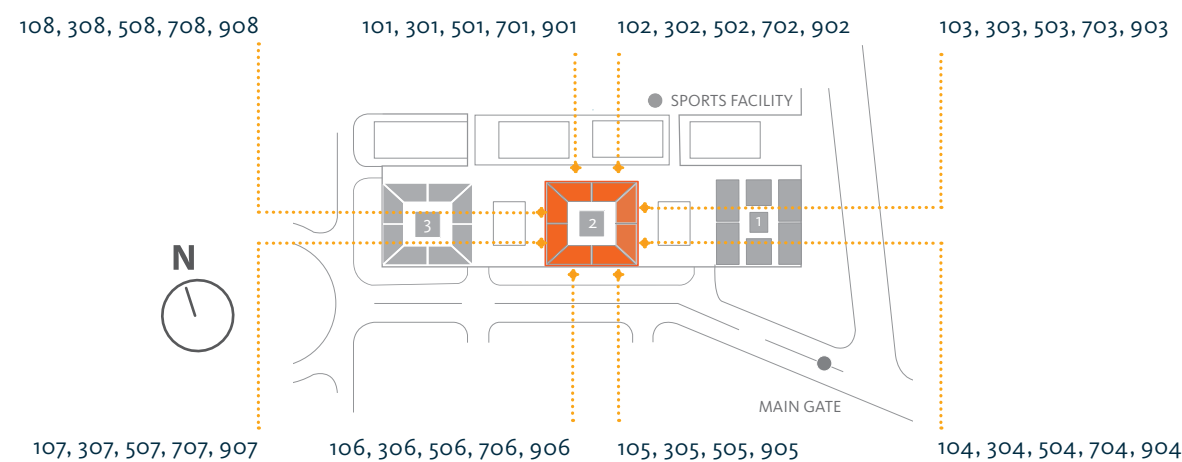 108, 308, 508, 708, 908
101, 301, 501, 701, 901
102, 302, 502, 702, 902
103, 303, 503, 703, 903
SPORTS FACILITY
3
2
1
N
MAIN GATE
107, 307, 507, 707, 907
106, 306, 506, 706, 906
105, 305, 505, 905
104, 304, 504, 704, 904